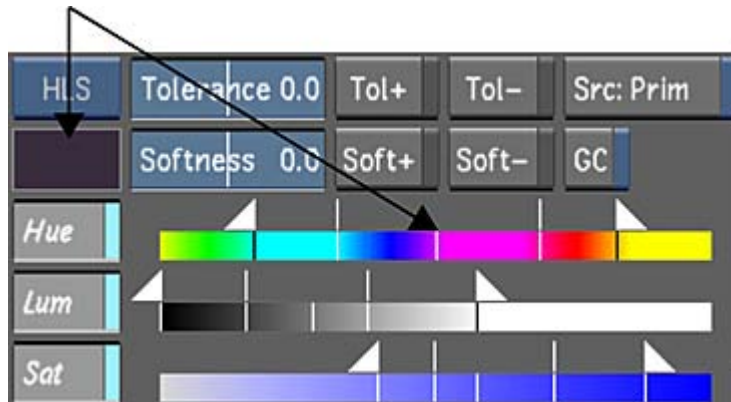 HLS Tolerance 0.0 Tol+ Tol- Src: Prim
Softness 0.0 Soft+ Soft- GC
Hue
Lum
Sat